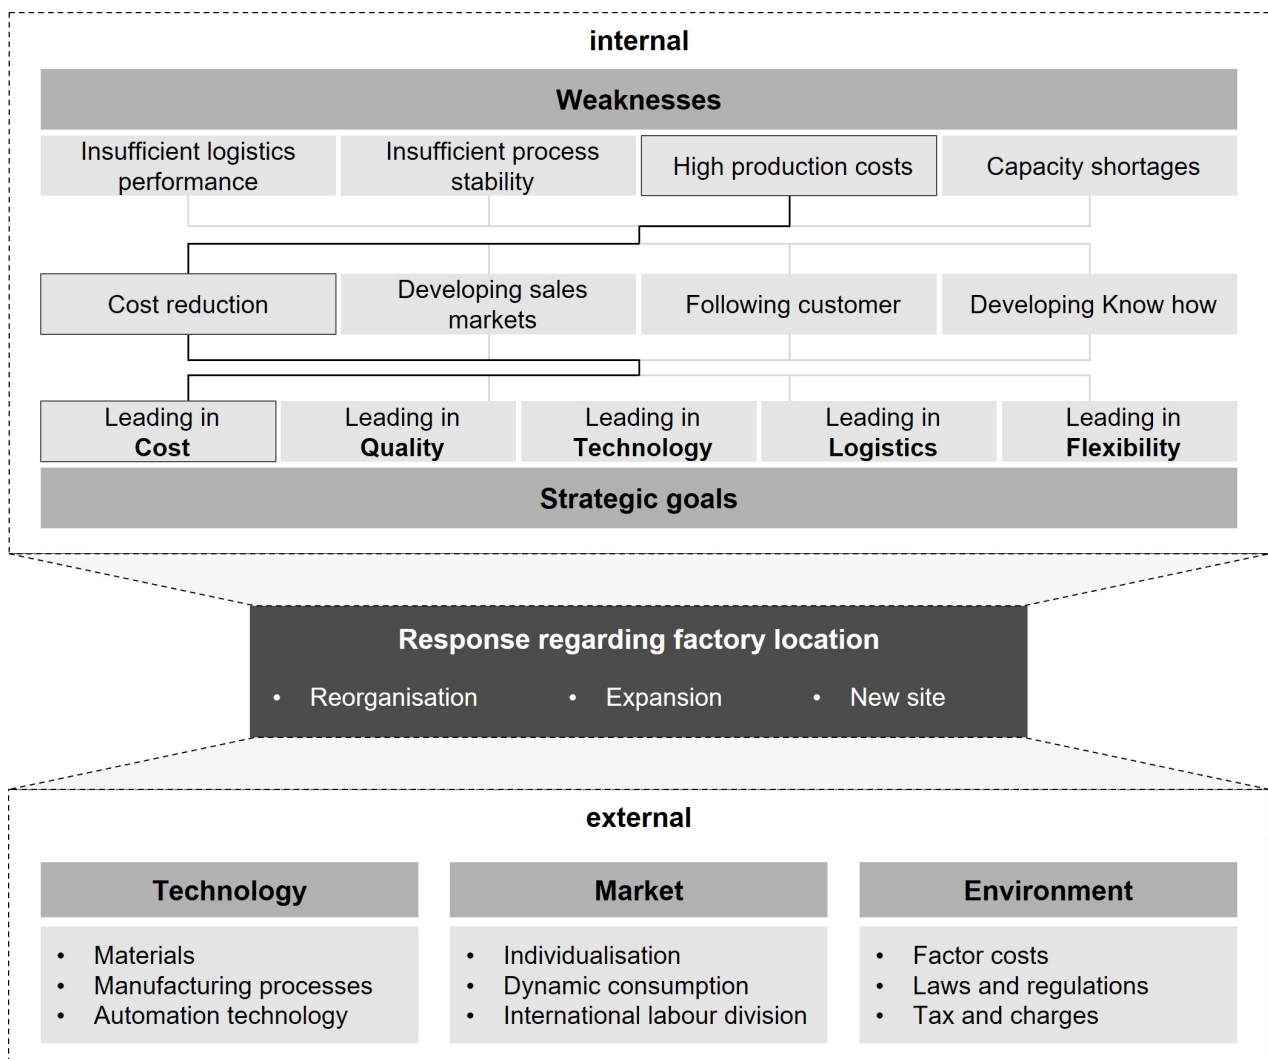 internal
Weaknesses
Insufficient logistics
performance
Insufficient process
stability
High production costs
Capacity shortages
Cost reduction
Developing sales
markets
Following customer
Developing Know how
Leading in
Cost
Leading in
Quality
Leading in
Technology
Leading in
Logistics
Leading in
Flexibility
Strategic goals
Response regarding factory location
• Reorganisation
• Expansion
• New site
external
Technology
• Materials
• Manufacturing processes
• Automation technology
Market
• Individualisation
• Dynamic consumption
• International labour division
Environment
• Factor costs
• Laws and regulations
• Tax and charges